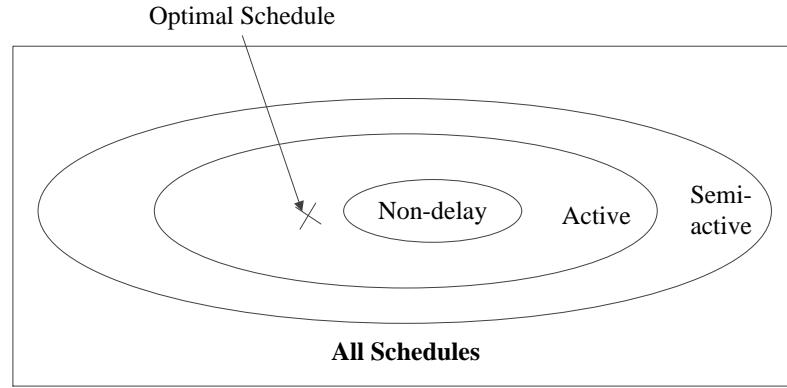 Optimal Schedule
Non-delay
Active
Semi-
active
All Schedules